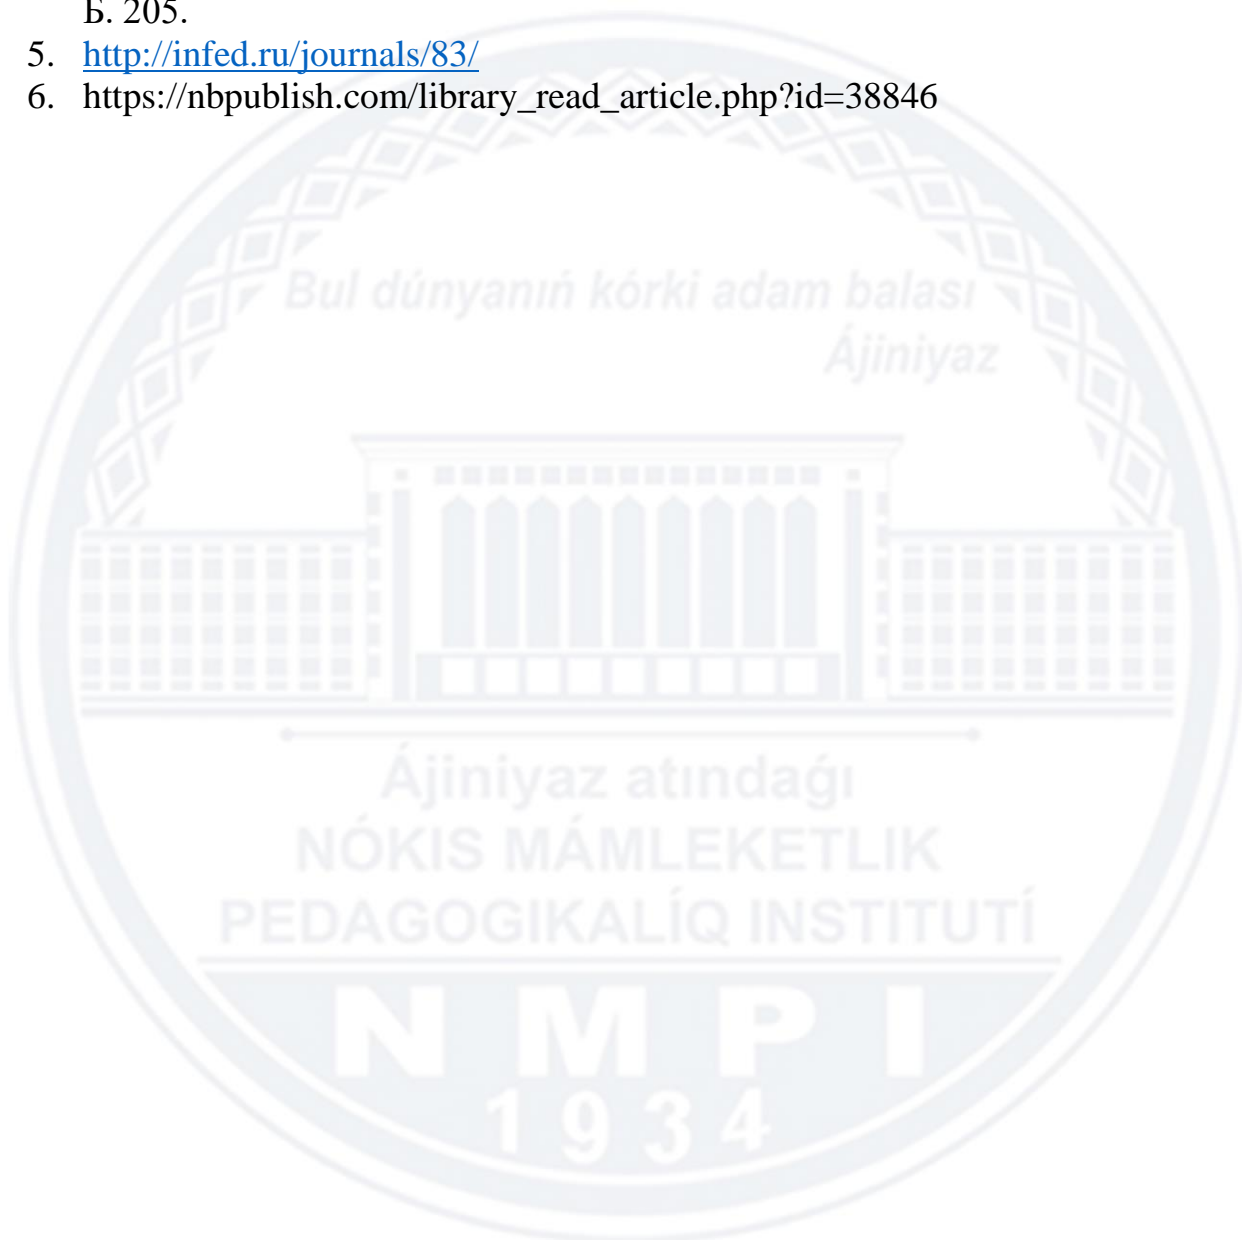 Б. 205.
5. http://infed.ru/journals/83/
6. https://nbpublish.com/library_read_article.php?id=38846
Bul dúnyanıń kórki adam balası
Ájiniyaz
Ájiniyaz atındaǵı
NÓKIS MÁMLEKETLIK
PEDAGOGIKALÍQ INSTITUTÍ
NMPI
1934